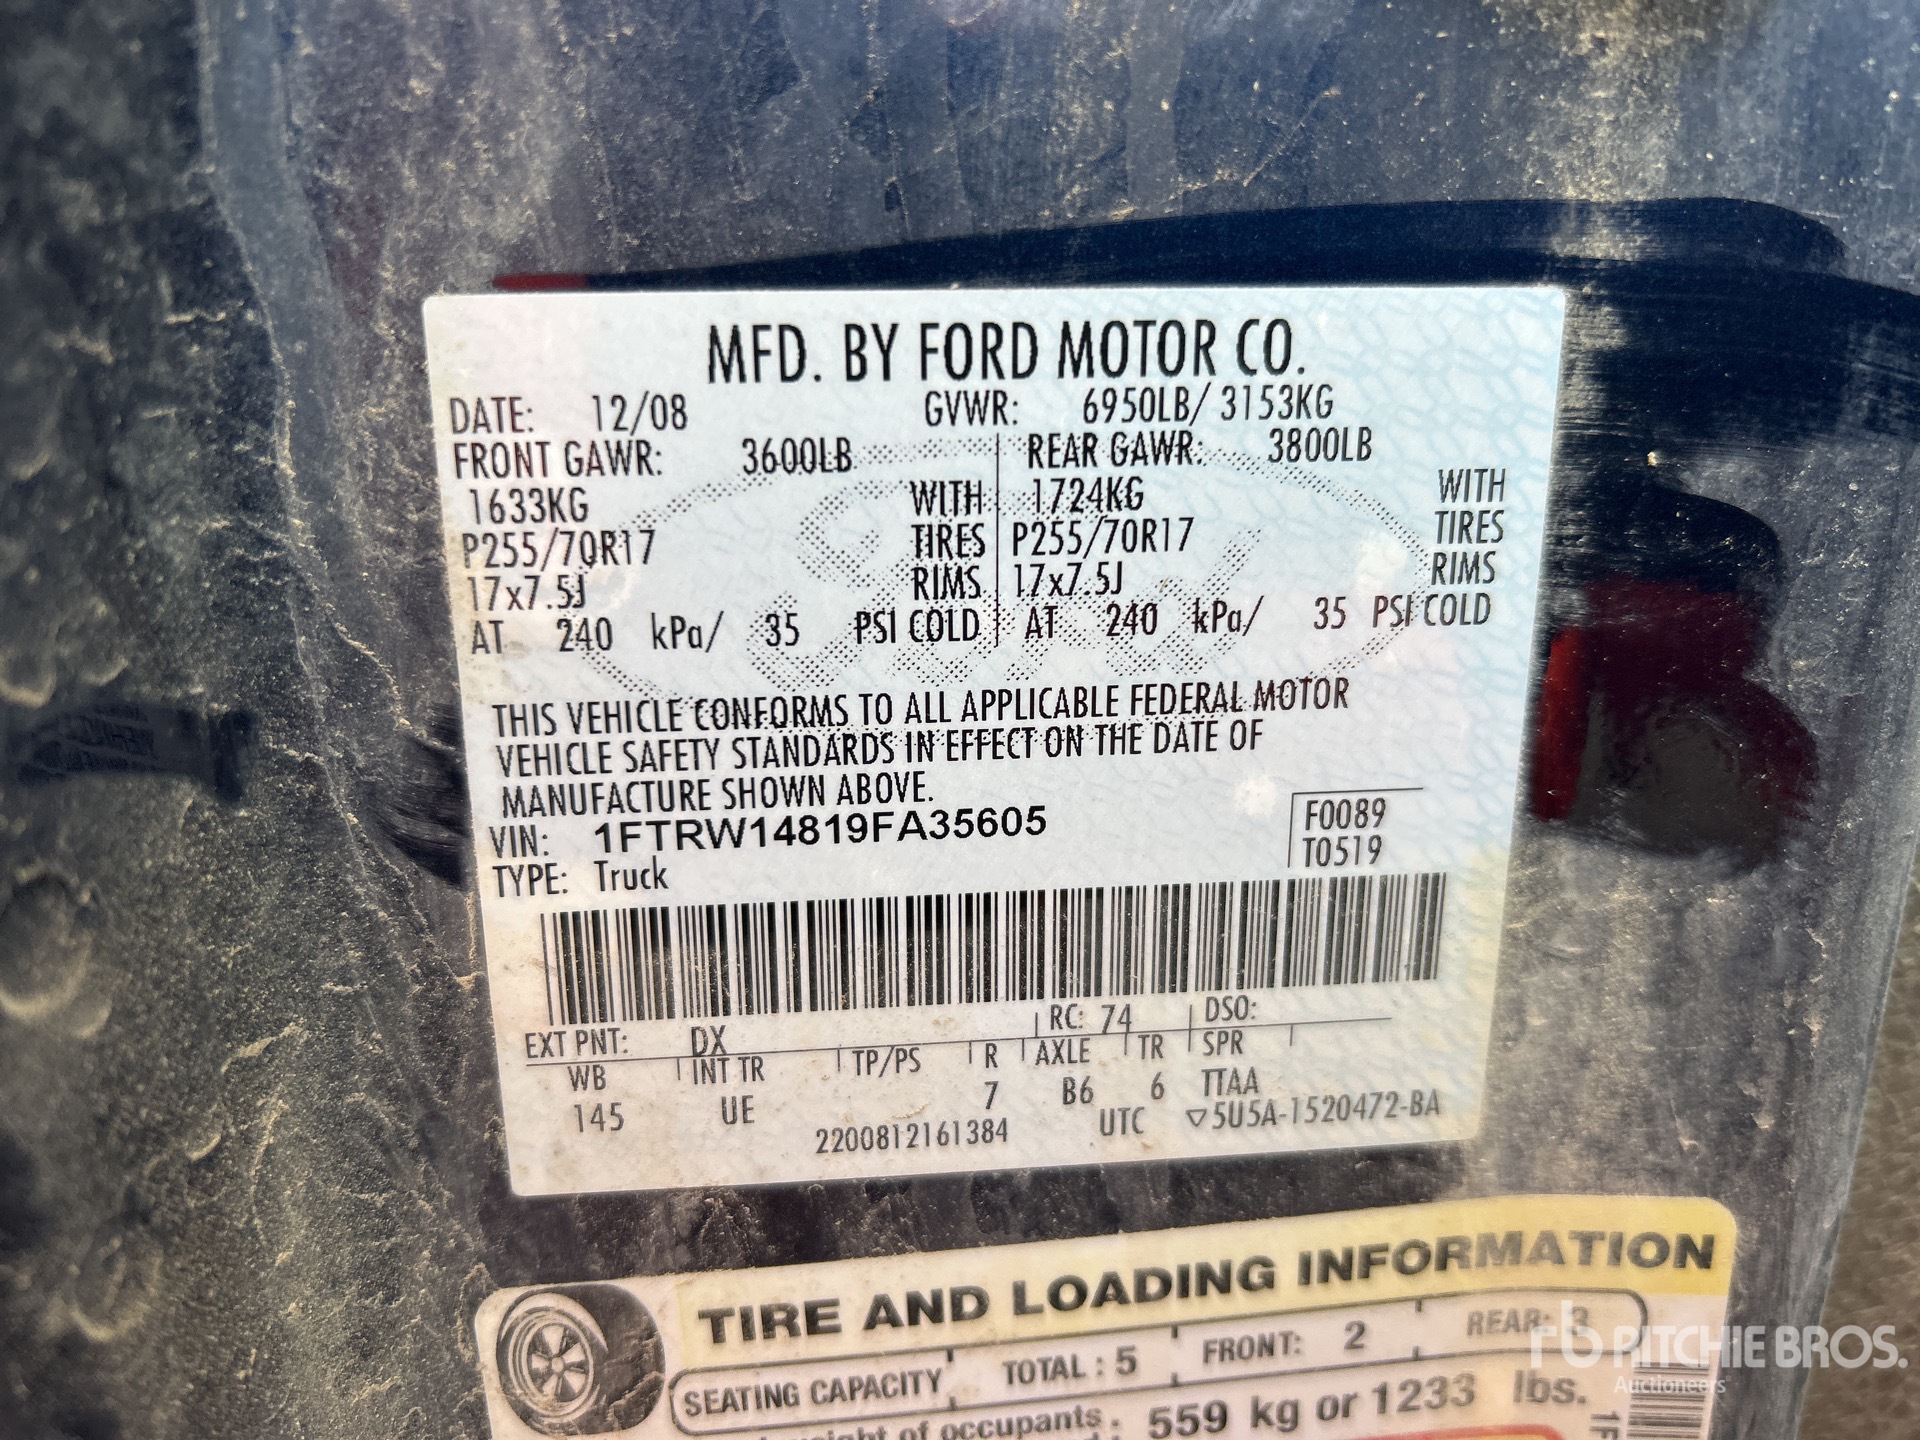 MFD. BY FORD MOTOR CO.
DATE: 12/08 GVWR: 6950LB/ 3153KG
FRONT GAWR: 3600LB REAR GAWR: 3800LB
1633KG WITH 1724KG WITH
P255/70R17 TIRES P255/70R17 TIRES
17x7.5J RIMS 17x7.5J RIMS
AT 240 kPa/ 35 PSI COLD AT 240 kPa/ 35 PSI COLD
THIS VEHICLE CONFORMS TO ALL APPLICABLE FEDERAL MOTOR
VEHICLE SAFETY STANDARDS IN EFFECT ON THE DATE OF
MANUFACTURE SHOWN ABOVE.
VIN: 1FTRW14819FA35605 F0089
TYPE: Truck T0519
EXT PNT: DX RC: 74 DSO:
WB INT TR TP/PS R AXLE TR SPR
145 UE 7 B6 6 TTAA
2200812161384 UTC ▽5U5A-1520472-BA
TIRE AND LOADING INFORMATION
SEATING CAPACITY TOTAL : 5 FRONT: 2 REAR: 3
of occupants 559 kg or 1233 lbs.
rb RITCHIE BROS.
Auctioneers